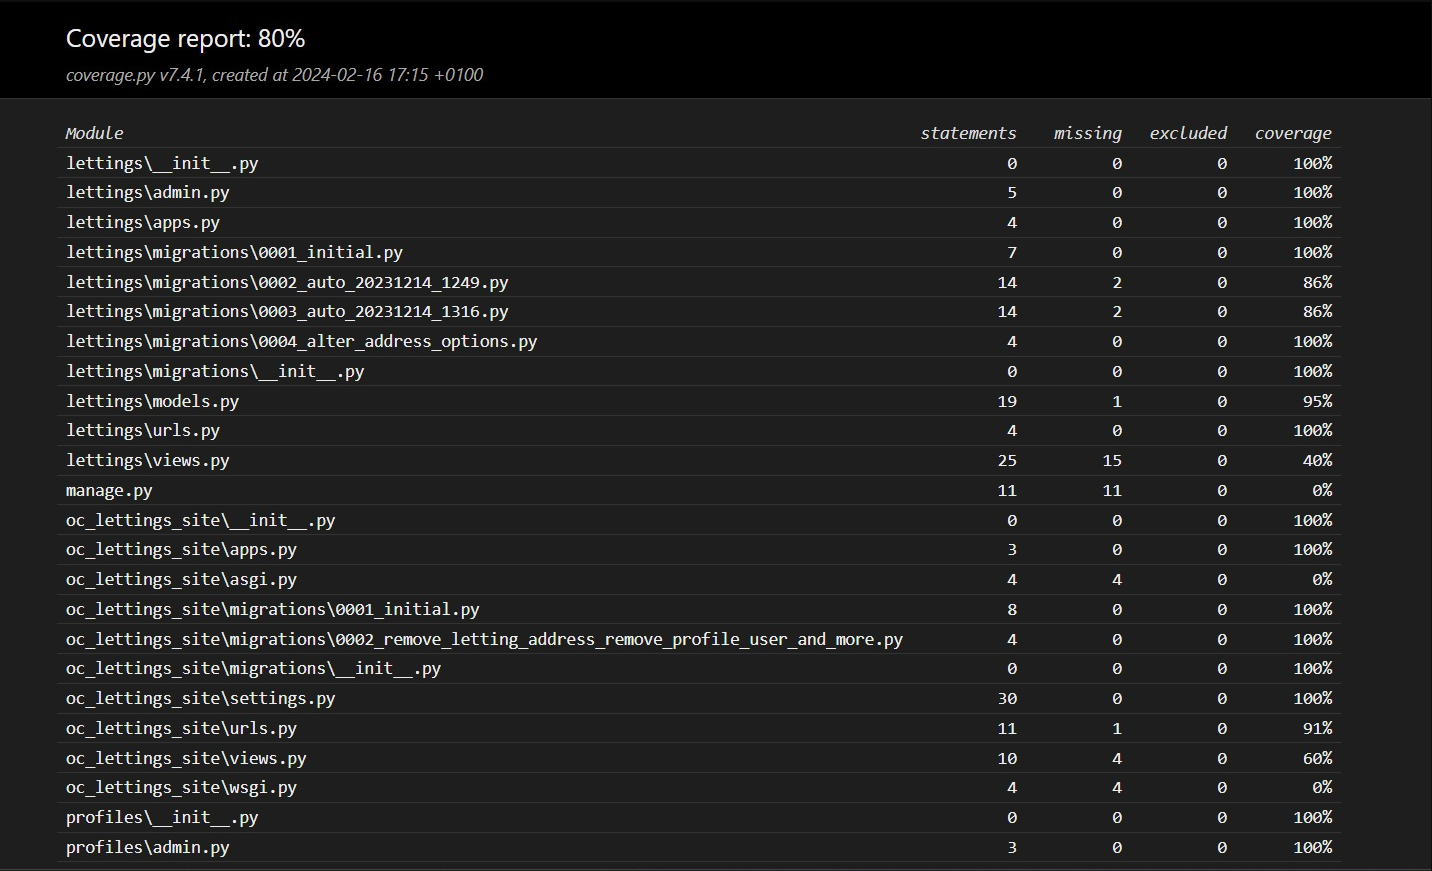 Coverage report: 80%
coverage.py v7.4.1, created at 2024-02-16 17:15 +0100
Module statements missing excluded coverage
lettings\__init__.py 0 0 0 100%
lettings\admin.py 5 0 0 100%
lettings\apps.py 4 0 0 100%
lettings\migrations\0001_initial.py 7 0 0 100%
lettings\migrations\0002_auto_20231214_1249.py 14 2 0 86%
lettings\migrations\0003_auto_20231214_1316.py 14 2 0 86%
lettings\migrations\0004_alter_address_options.py 4 0 0 100%
lettings\migrations\__init__.py 0 0 0 100%
lettings\models.py 19 1 0 95%
lettings\urls.py 4 0 0 100%
lettings\views.py 25 15 0 40%
manage.py 11 11 0 0%
oc_lettings_site\__init__.py 0 0 0 100%
oc_lettings_site\apps.py 3 0 0 100%
oc_lettings_site\asgi.py 4 4 0 0%
oc_lettings_site\migrations\0001_initial.py 8 0 0 100%
oc_lettings_site\migrations\0002_remove_letting_address_remove_profile_user_and_more.py 4 0 0 100%
oc_lettings_site\migrations\__init__.py 0 0 0 100%
oc_lettings_site\settings.py 30 0 0 100%
oc_lettings_site\urls.py 11 1 0 91%
oc_lettings_site\views.py 10 4 0 60%
oc_lettings_site\wsgi.py 4 4 0 0%
profiles\__init__.py 0 0 0 100%
profiles\admin.py 3 0 0 100%